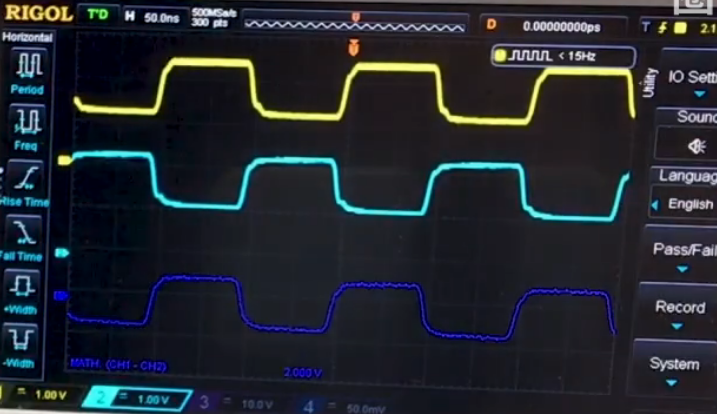 RIGOL T'D H 50.0ns 500MSa/s 300 pts D 0.00000000ps T 2.1
Horizontal
< 15Hz
Period
Freq
Rise Time
Fall Time
+Width
-Width
Utility
IO Sett
Sound
Languag
English
Pass/Fail
Record
System
MATH (CH1 - CH2) 2.000 V
= 1.00 V 2 = 1.00 V 3 = 10.0 V 4 = 50.0mV